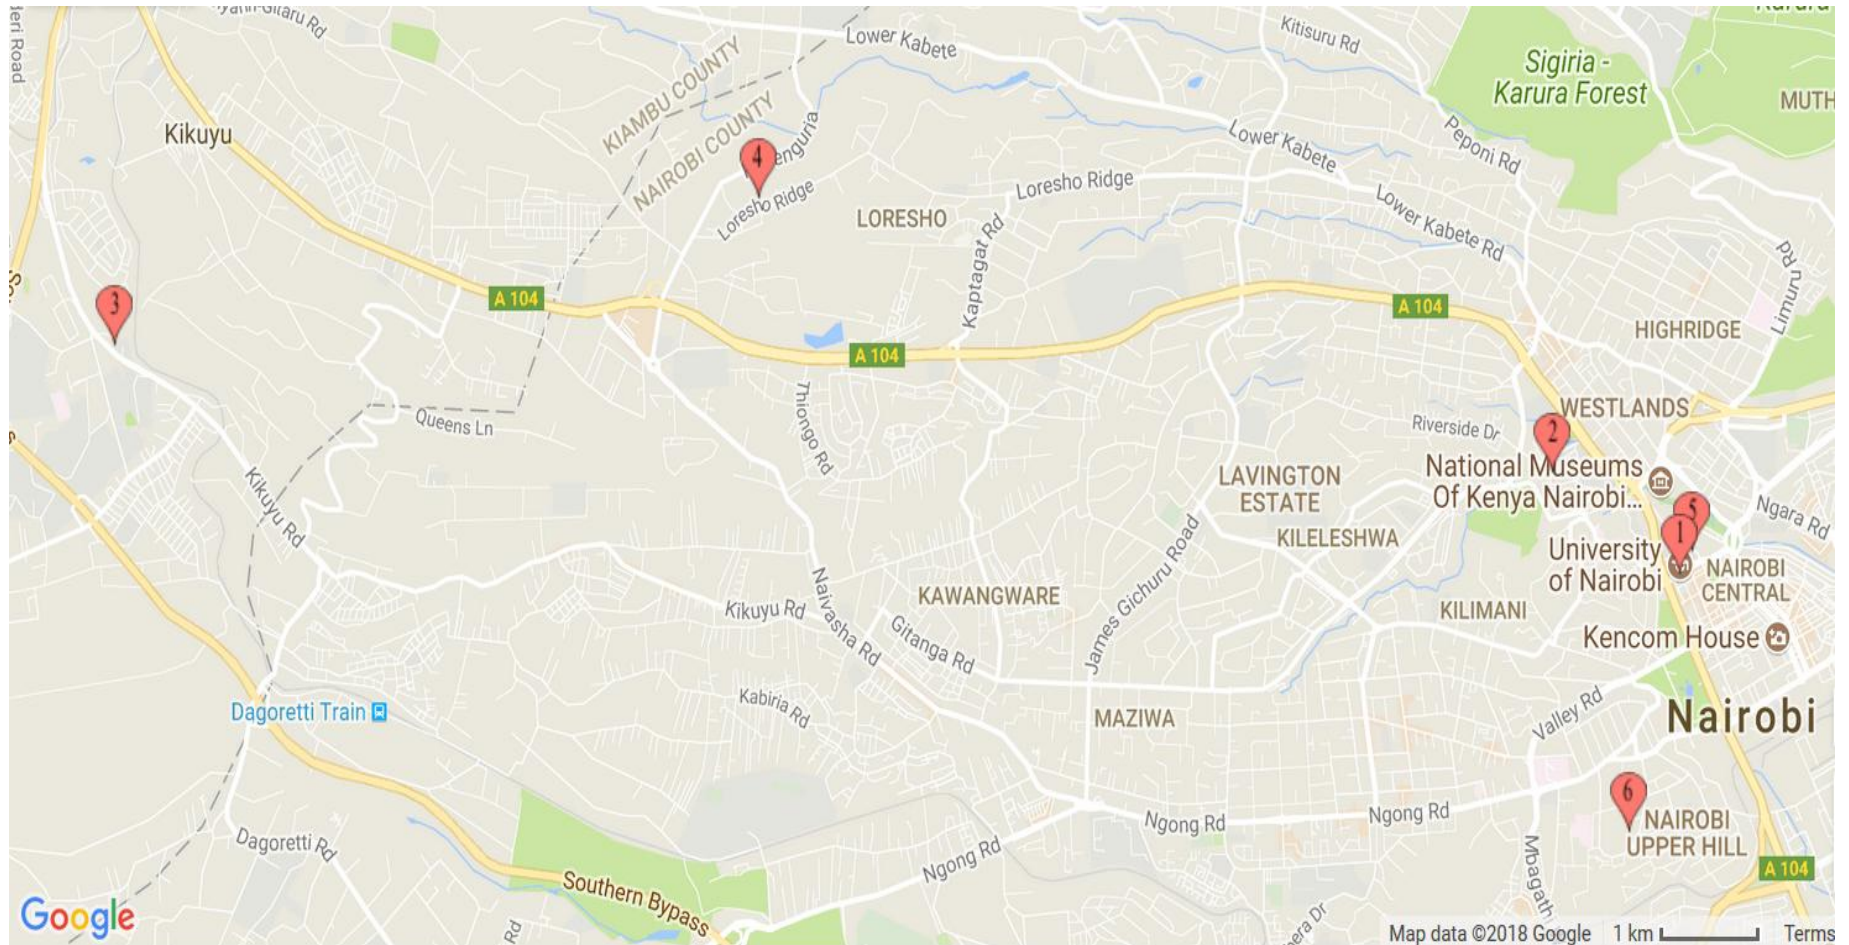 Lower Kabete
Kitisuru Rd
Sigiria -
Karura Forest
MUTH
KIAMBU COUNTY
NAIROBI COUNTY
Kikuyu
4
enguria
Loresho Ridge
LORESHO
Loresho Ridge
Kaptagat Rd
Lower Kabete
Peponi Rd
Lower Kabete Rd
Limuru Rd
3
A 104
A 104
A 104
HIGHRIDGE
WESTLANDS
Queens Ln
Thiongo Rd
Riverside Dr
2
National Museums
Of Kenya Nairobi...
LAVINGTON
ESTATE
KILELESHWA
5
1
Ngara Rd
University
of Nairobi
NAIROBI
CENTRAL
Kikuyu Rd
Kikuyu Rd
Naivasha Rd
Gitanga Rd
KAWANGWARE
James Gichuru Road
KILIMANI
Kencom House
Dagoretti Train
Kabiria Rd
MAZIWA
Valley Rd
Nairobi
6
NAIROBI
UPPER HILL
Ngong Rd
Ngong Rd
Ngong Rd
Mbagath
A 104
Dagoretti Rd
Southern Bypass
Rd
Google
Map data ©2018 Google
1 km
Terms